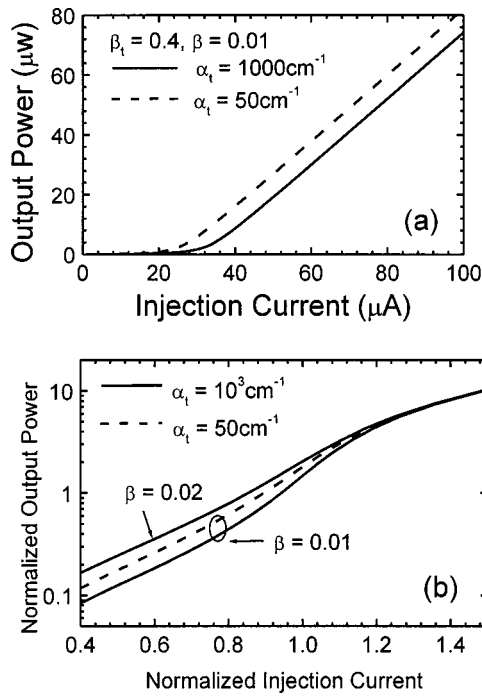 80
60
40
20
0
Output Power (μw)
β_t = 0.4, β = 0.01
α_t = 1000cm⁻¹
α_t = 50cm⁻¹
(a)
0 20 40 60 80 100
Injection Current (μA)
10
1
0.1
Normalized Output Power
α_t = 10³cm⁻¹
α_t = 50cm⁻¹
β = 0.02
β = 0.01
(b)
0.4 0.6 0.8 1.0 1.2 1.4
Normalized Injection Current